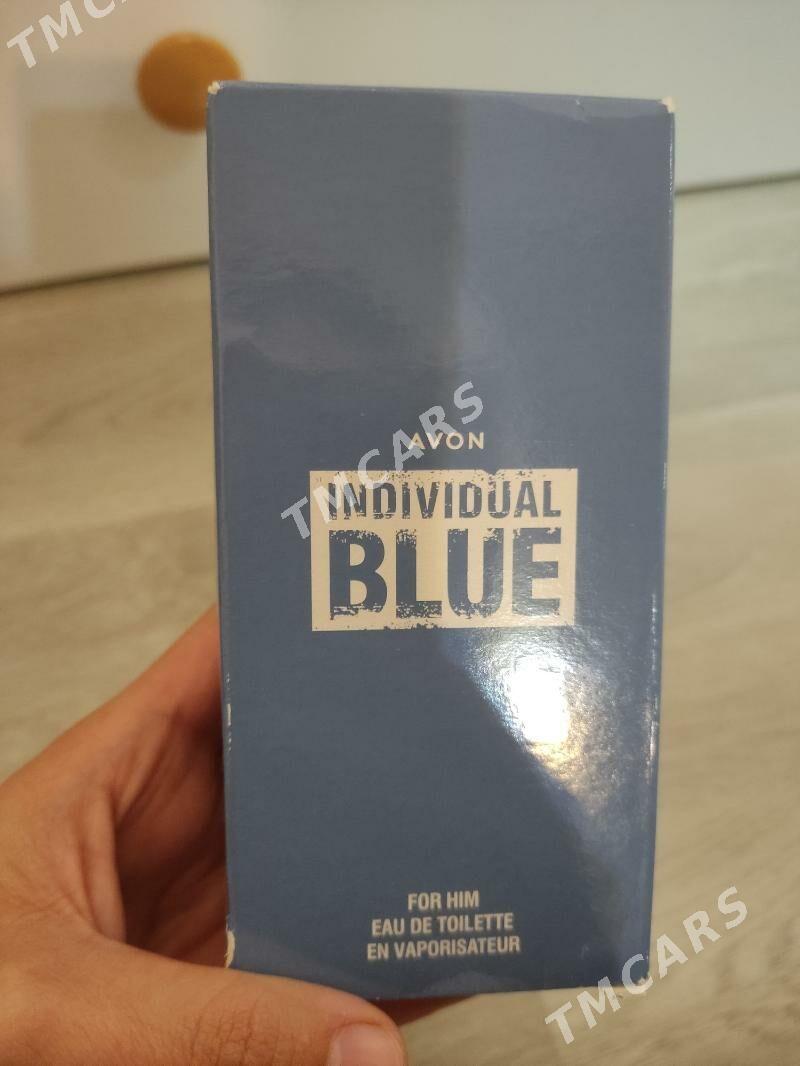 TMCARS
AVON
INDIVIDUAL
BLUE
TMCARS
FOR HIM
EAU DE TOILETTE
EN VAPORISATEUR
TMCARS